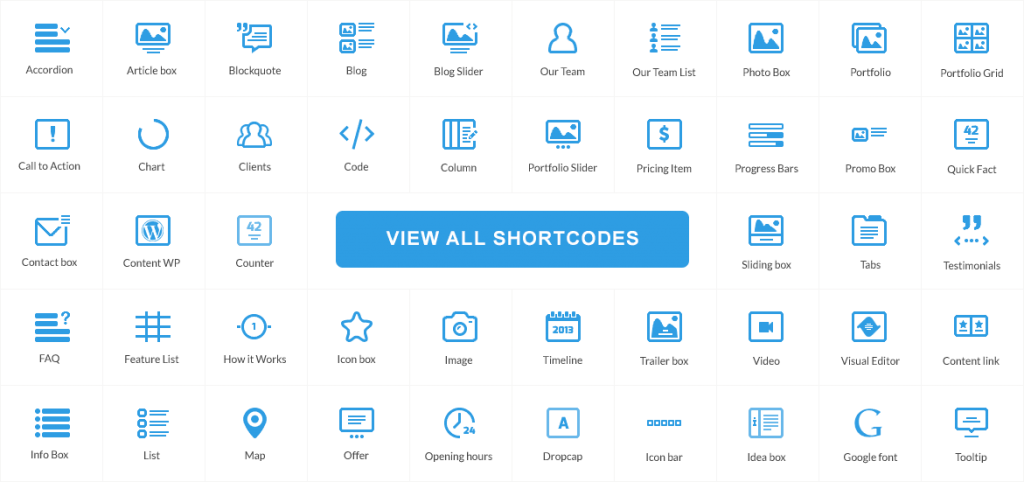 Accordion
Article box
Blockquote
Blog
Blog Slider
Our Team
Our Team List
Photo Box
Portfolio
Portfolio Grid
!
$
42
Call to Action
Chart
Clients
Code
Column
Portfolio Slider
Pricing Item
Progress Bars
Promo Box
Quick Fact
42
VIEW ALL SHORTCODES
Contact box
Content WP
Counter
Sliding box
Tabs
Testimonials
?
1
2013
FAQ
Feature List
How it Works
Icon box
Image
Timeline
Trailer box
Video
Visual Editor
Content link
24
A
i
G
Info Box
List
Map
Offer
Opening hours
Dropcap
Icon bar
Idea box
Google font
Tooltip